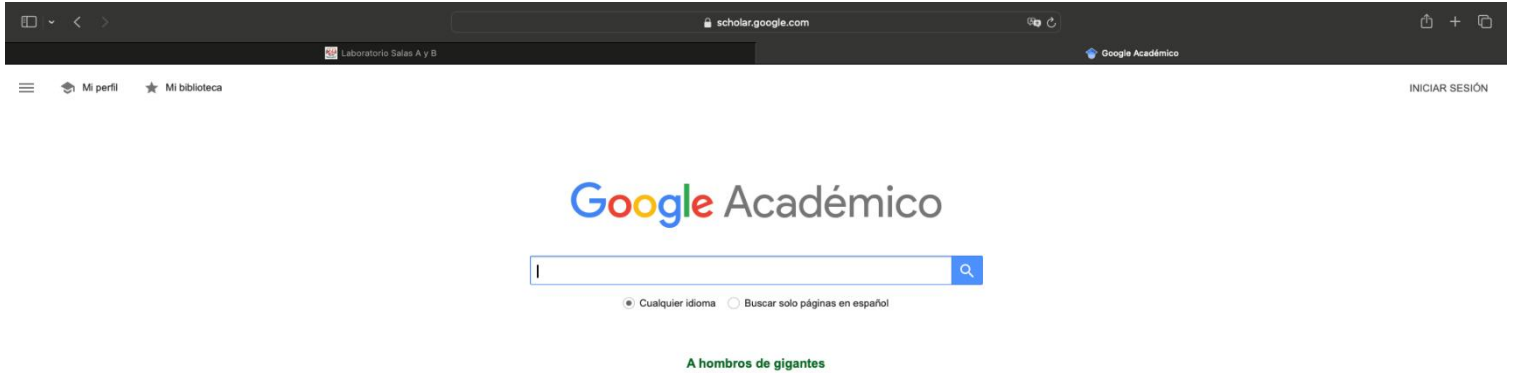 scholar.google.com
Laboratorio Salas A y B
Google Académico
Mi perfil
Mi biblioteca
INICIAR SESIÓN
Google Académico
Cualquier idioma
Buscar solo páginas en español
A hombros de gigantes